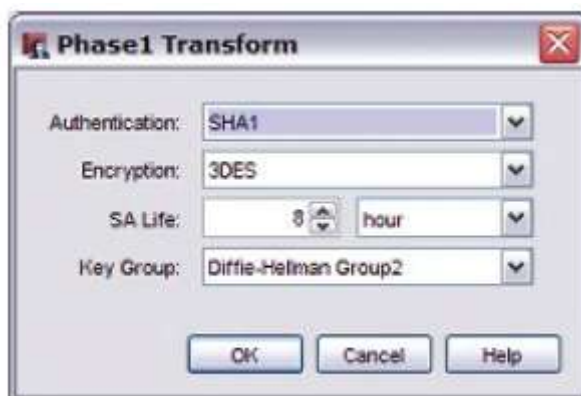 Phase1 Transform
Authentication: SHA1
Encryption: 3DES
SA Life: 8 hour
Key Group: Diffie-Hellman Group2
OK Cancel Help